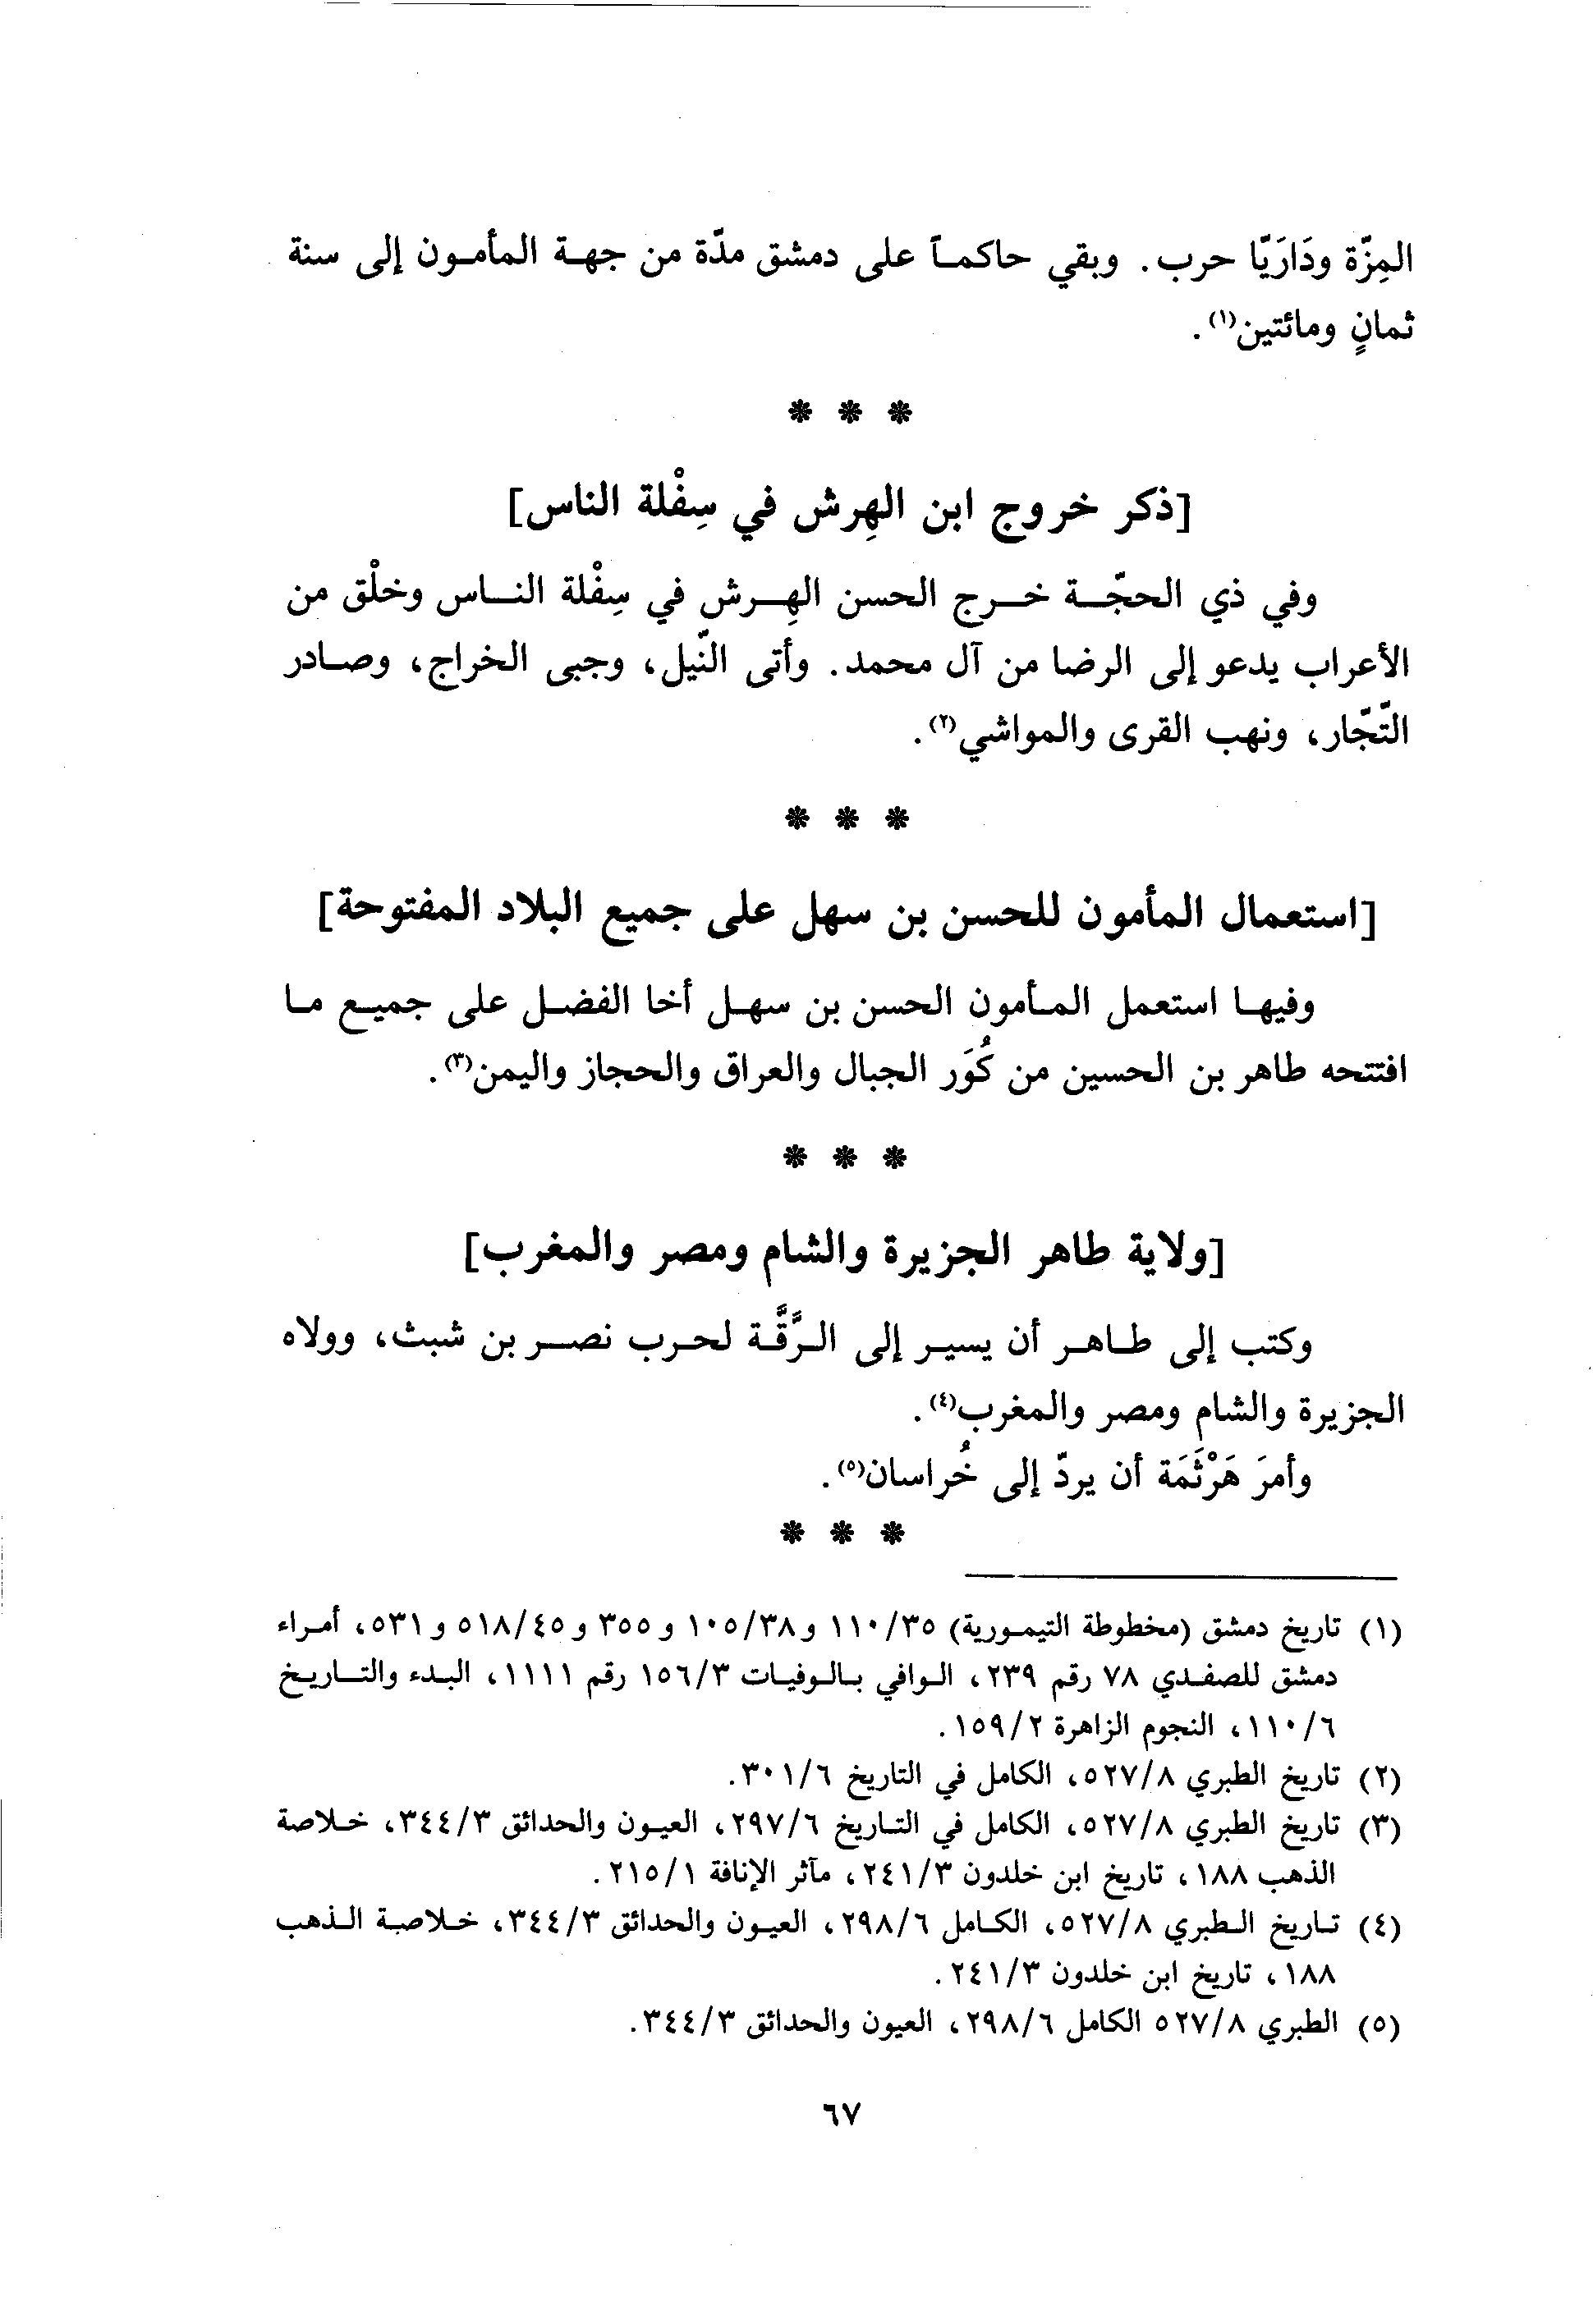 المِزّة ودَارَيّا حرب. وبقي حاكماً على دمشق مدّة من جهة المأمون إلى سنة
ثمانٍ ومائتين(١).
* * *
[ذكر خروج ابن الهِرش في سِفْلة الناس]
وفي ذي الحجّة خرج الحسن الهِرش في سِفْلة الناس وخلْق من
الأعراب يدعو إلى الرضا من آل محمد. وأتى النّيل، وجبى الخراج، وصادر
التّجّار، ونهب القرى والمواشي(٢).
* * *
[استعمال المأمون للحسن بن سهل على جميع البلاد المفتوحة]
وفيها استعمل المأمون الحسن بن سهل أخا الفضل على جميع ما
افتتحه طاهر بن الحسين من كُوَر الجبال والعراق والحجاز واليمن(٣).
* * *
[ولاية طاهر الجزيرة والشام ومصر والمغرب]
وكتب إلى طاهر أن يسير إلى الرَّقَّة لحرب نصر بن شبث، وولاه
الجزيرة والشام ومصر والمغرب(٤).
وأمرَ هَرْثَمَة أن يردّ إلى خُراسان(٥).
* * *
(١) تاريخ دمشق (مخطوطة التيمورية) ١١٠/٣٥ و١٠٥/٣٨ و٣٥٥ و٥١٨/٤٥ و٥٣١، أمراء
دمشق للصفدي ٧٨ رقم ٢٣٩، الوافي بالوفيات ١٥٦/٣ رقم ١١١١، البدء والتاريخ
١١٠/٦، النجوم الزاهرة ١٥٩/٢.
(٢) تاريخ الطبري ٥٢٧/٨، الكامل في التاريخ ٣٠١/٦.
(٣) تاريخ الطبري ٥٢٧/٨، الكامل في التاريخ ٢٩٧/٦، العيون والحدائق ٣٤٤/٣، خلاصة
الذهب ١٨٨، تاريخ ابن خلدون ٢٤١/٣، مآثر الإنافة ٢١٥/١.
(٤) تاريخ الطبري ٥٢٧/٨، الكامل ٢٩٨/٦، العيون والحدائق ٣٤٤/٣، خلاصة الذهب
١٨٨، تاريخ ابن خلدون ٢٤١/٣.
(٥) الطبري ٥٢٧/٨ الكامل ٢٩٨/٦، العيون والحدائق ٣٤٤/٣.
٦٧